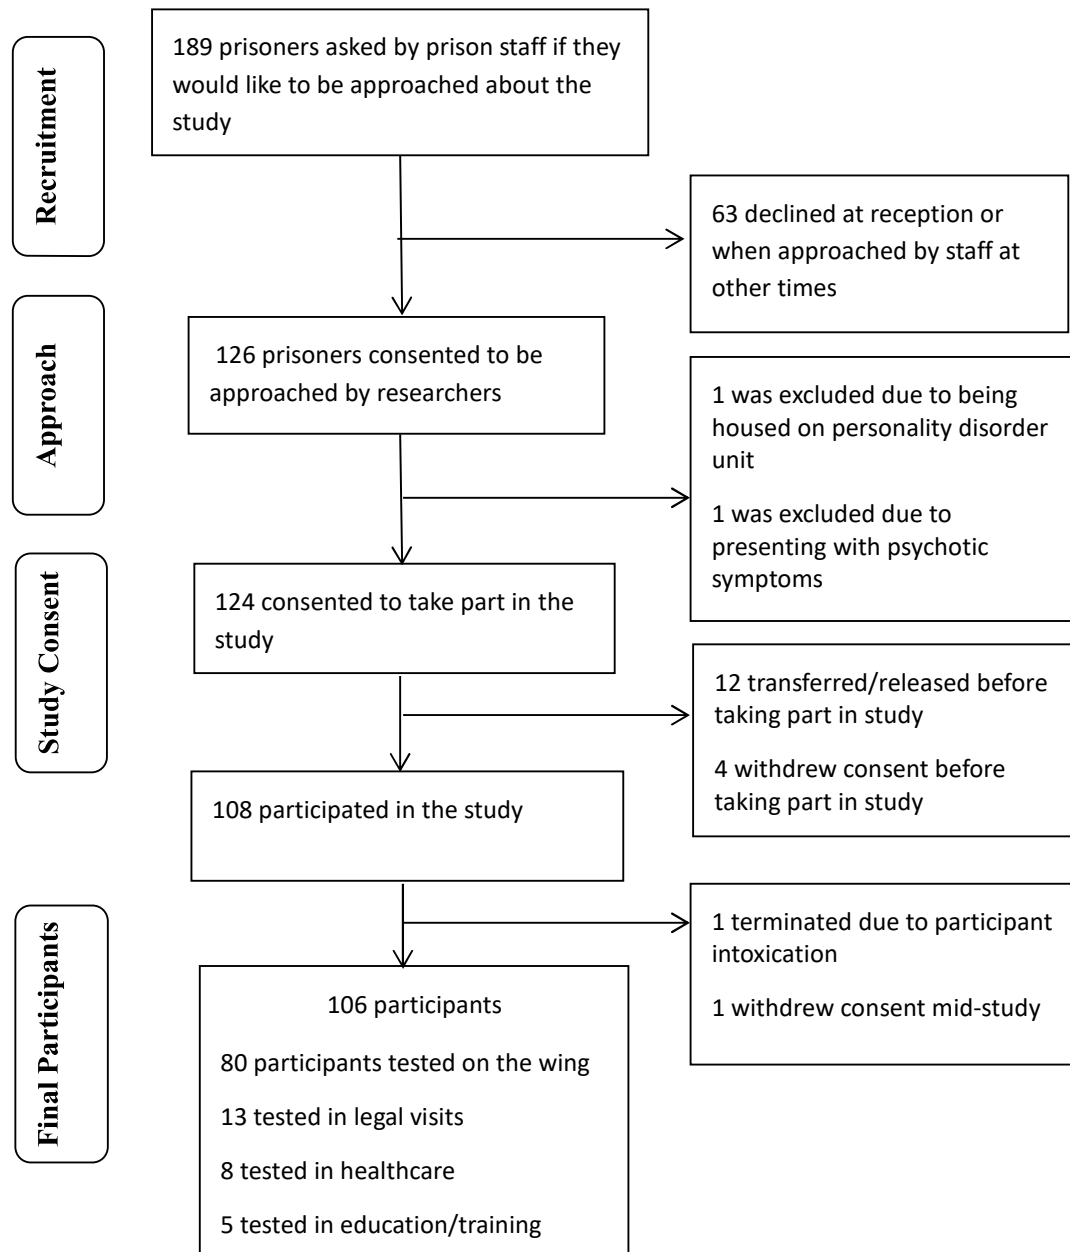 Recruitment
189 prisoners asked by prison staff if they
would like to be approached about the
study
63 declined at reception or
when approached by staff at
other times
Approach
126 prisoners consented to be
approached by researchers
1 was excluded due to being
housed on personality disorder
unit
1 was excluded due to
presenting with psychotic
symptoms
Study Consent
124 consented to take part in the
study
12 transferred/released before
taking part in study
4 withdrew consent before
taking part in study
108 participated in the study
Final Participants
1 terminated due to participant
intoxication
1 withdrew consent mid-study
106 participants
80 participants tested on the wing
13 tested in legal visits
8 tested in healthcare
5 tested in education/training